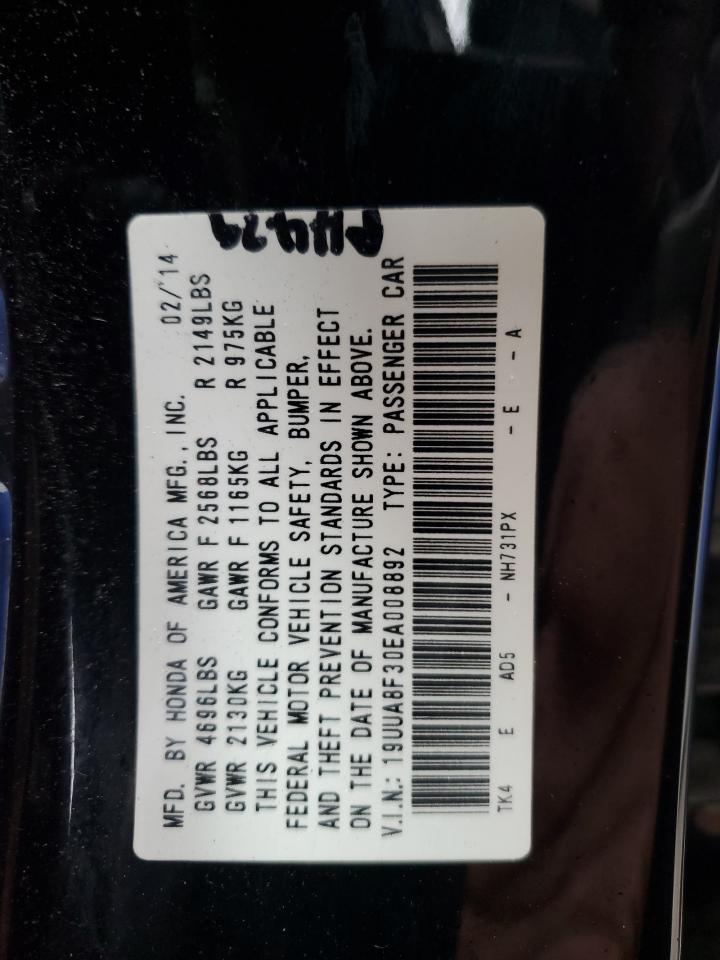 MFD. BY HONDA OF AMERICA MFG., INC. 02/'14
GVWR 4696LBS GAWR F 2568LBS R 2149LBS
GVWR 2130KG GAWR F 1165KG R 975KG
THIS VEHICLE CONFORMS TO ALL APPLICABLE
FEDERAL MOTOR VEHICLE SAFETY, BUMPER,
AND THEFT PREVENTION STANDARDS IN EFFECT
ON THE DATE OF MANUFACTURE SHOWN ABOVE.
V.I.N.: 19UUA8F30EA008892 TYPE: PASSENGER CAR
TK4 E AD5 - NH731PX - E - A